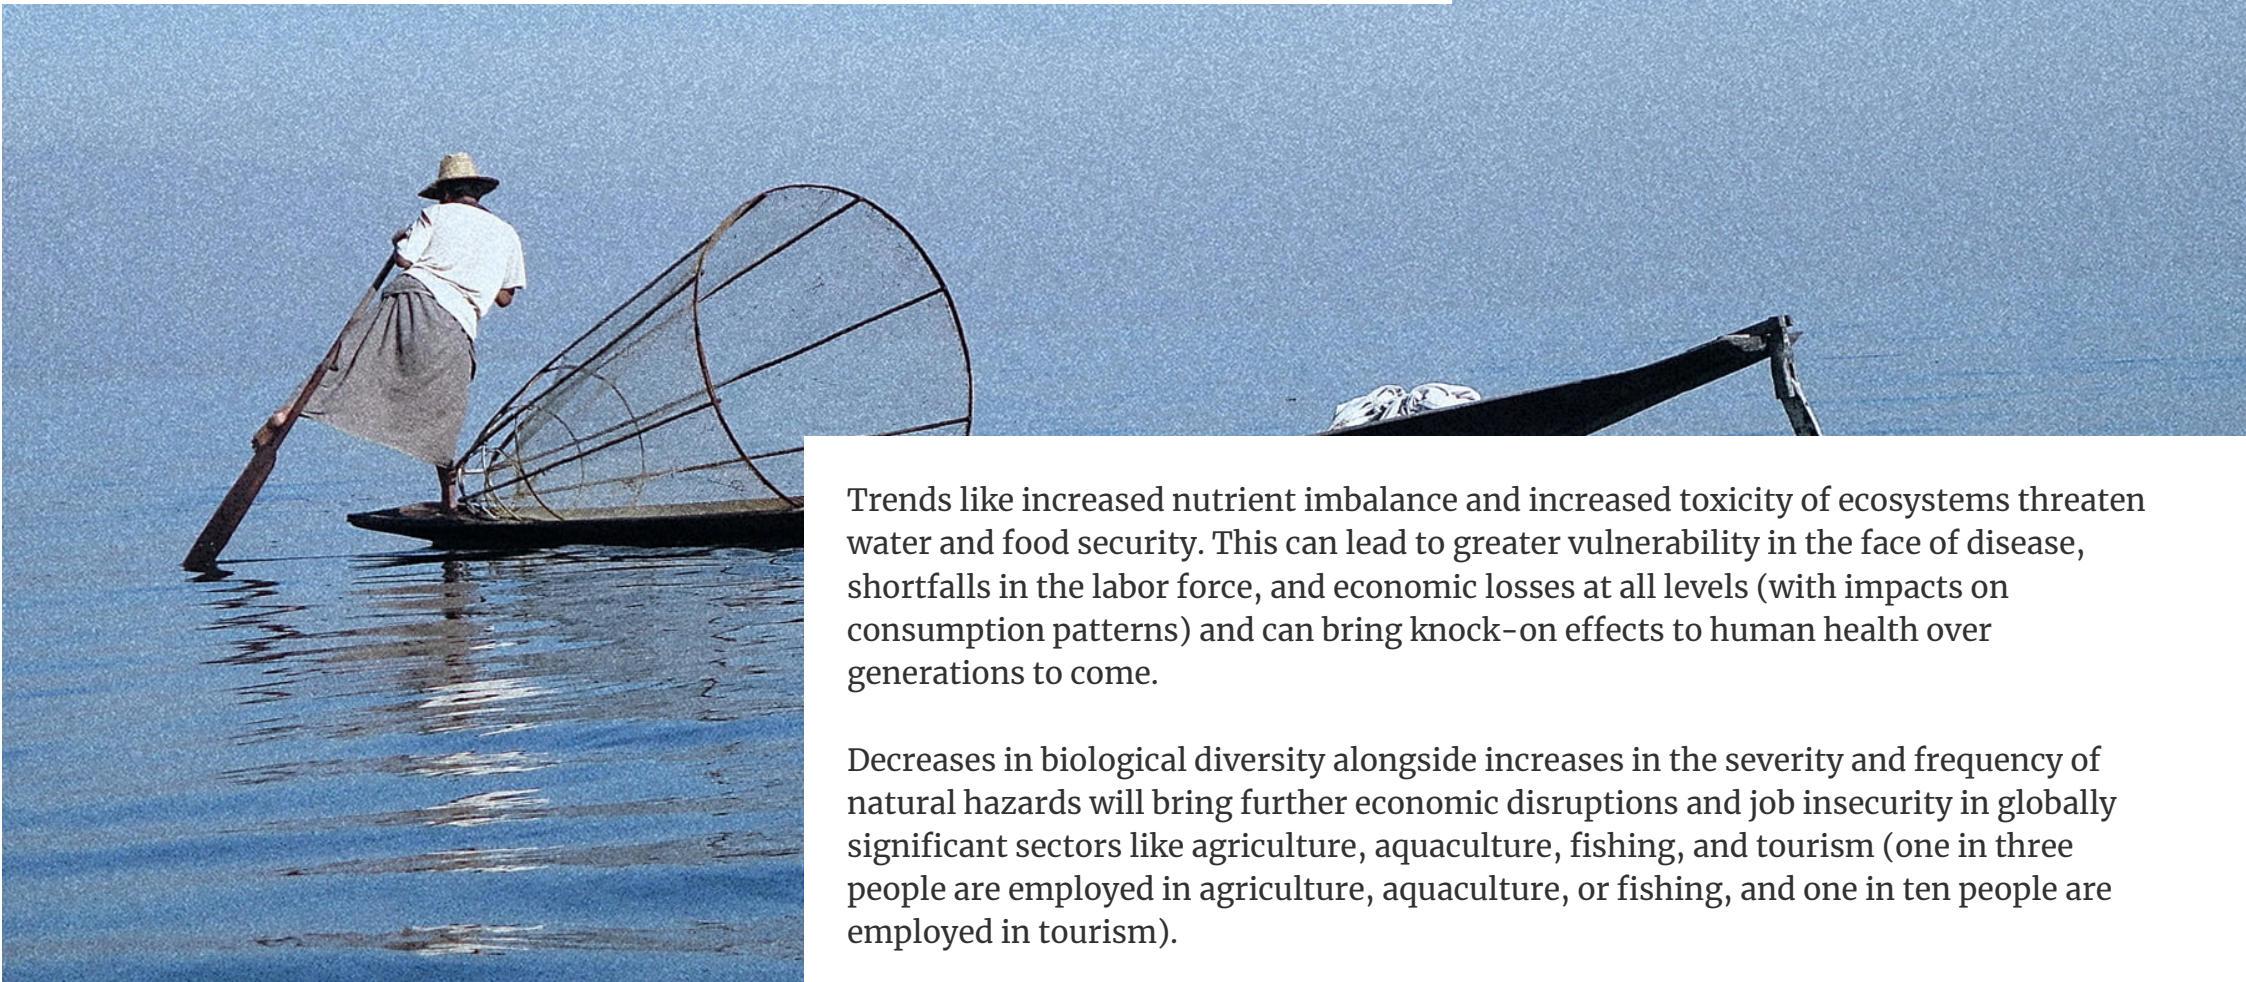 Trends like increased nutrient imbalance and increased toxicity of ecosystems threaten
water and food security. This can lead to greater vulnerability in the face of disease,
shortfalls in the labor force, and economic losses at all levels (with impacts on
consumption patterns) and can bring knock-on effects to human health over
generations to come.
Decreases in biological diversity alongside increases in the severity and frequency of
natural hazards will bring further economic disruptions and job insecurity in globally
significant sectors like agriculture, aquaculture, fishing, and tourism (one in three
people are employed in agriculture, aquaculture, or fishing, and one in ten people are
employed in tourism).